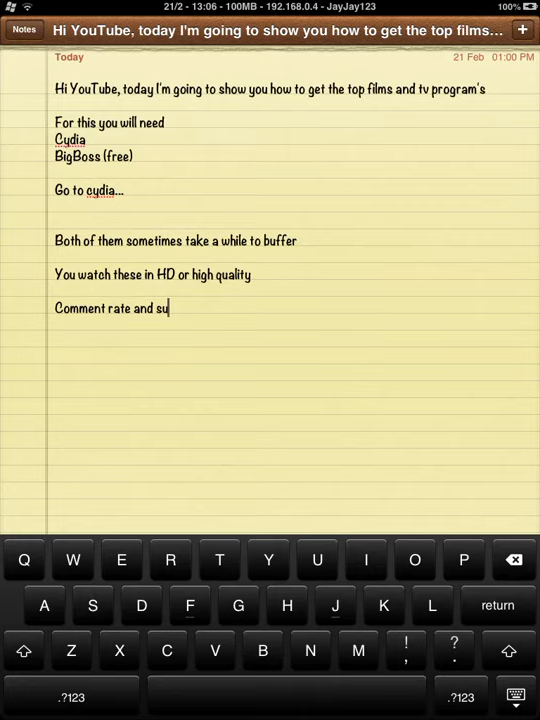 21/2 - 13:06 - 100MB - 192.168.0.4 - JayJay123
100%
Notes
Hi YouTube, today I'm going to show you how to get the top films...
+
Today
21 Feb 01:00 PM
Hi YouTube, today I'm going to show you how to get the top films and tv program's
For this you will need
Cydia
BigBoss (free)
Go to cydia...
Both of them sometimes take a while to buffer
You watch these in HD or high quality
Comment rate and su
Q W E R T Y U I O P
A S D F G H J K L return
Z X C V B N M ! , ? .
.?123 .?123